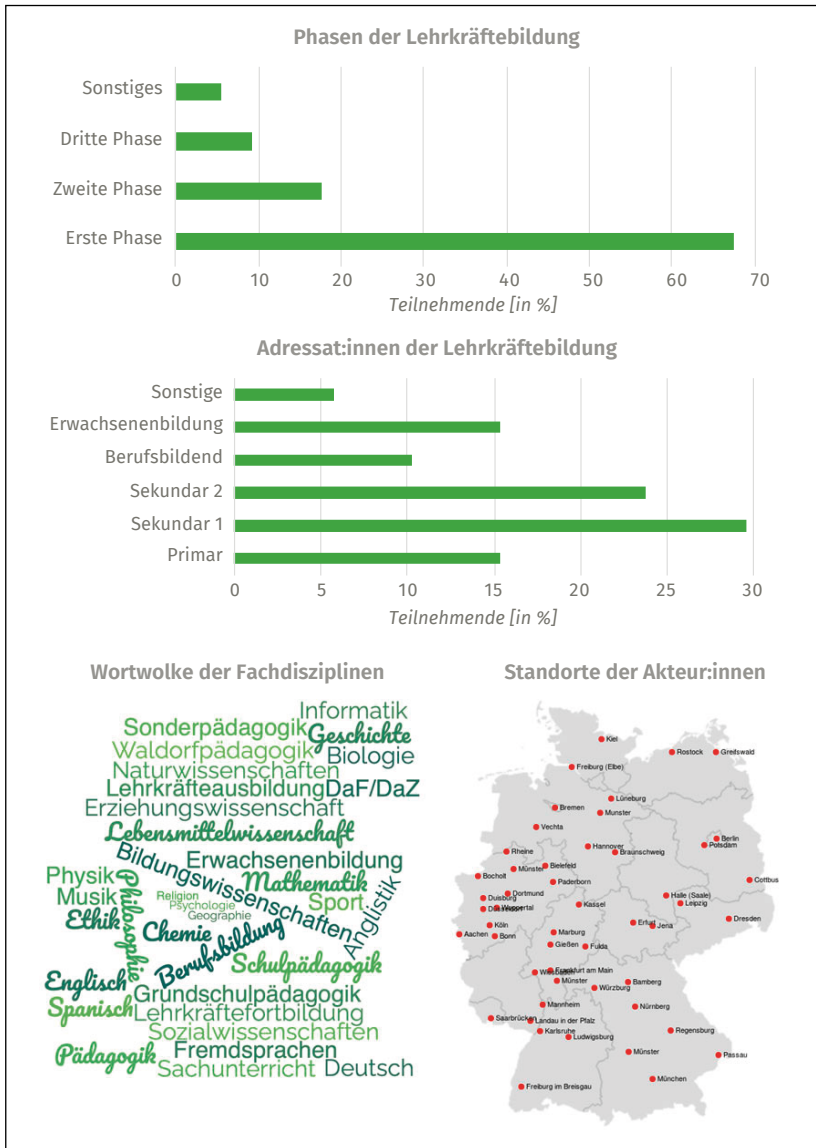 Phasen der Lehrkräftebildung
Sonstiges
Dritte Phase
Zweite Phase
Erste Phase
0 10 20 30 40 50 60 70
Teilnehmende [in %]
Adressat:innen der Lehrkräftebildung
Sonstige
Erwachsenenbildung
Berufsbildend
Sekundar 2
Sekundar 1
Primar
0 5 10 15 20 25 30
Teilnehmende [in %]
Wortwolke der Fachdisziplinen
Informatik
Sonderpädagogik Geschichte
Waldorfpädagogik Biologie
Naturwissenschaften
Lehrkräfteausbildung DaF/DaZ
Erziehungswissenschaft
Lebensmittelwissenschaft
Bildungswissenschaften
Erwachsenenbildung
Physik Philosophie Mathematik
Musik Religion Sport Anglistik
Psychologie
Geographie
Ethik Chemie
Berufsbildung
Schulpädagogik
Englisch Grundschulpädagogik
Spanisch Lehrkräftefortbildung
Sozialwissenschaften
Pädagogik Fremdsprachen
Sachunterricht Deutsch
Standorte der Akteur:innen
Kiel
Rostock Greifswald
Freiburg (Elbe)
Lüneburg
Bremen Munster
Vechta
Berlin
Hannover Potsdam
Rheine Braunschweig
Münster Bielefeld
Bocholt Paderborn Cottbus
Dortmund Halle (Saale)
Duisburg Kassel Leipzig
Düsseldorf Wuppertal
Dresden
Köln Erfurt Jena
Aachen Bonn Marburg
Gießen Fulda
Wiesbaden Frankfurt am Main
Münster Würzburg Bamberg
Mannheim Nürnberg
Saarbrücken Landau in der Pfalz
Karlsruhe Regensburg
Ludwigsburg
Münster Passau
München
Freiburg im Breisgau